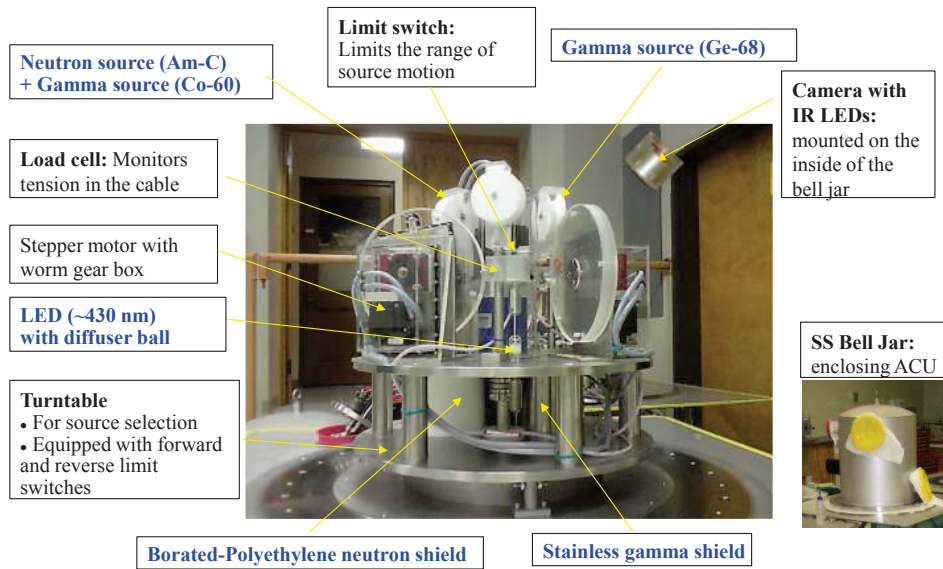 Neutron source (Am-C)
+ Gamma source (Co-60)
Limit switch:
Limits the range of
source motion
Gamma source (Ge-68)
Camera with
IR LEDs:
mounted on the
inside of the
bell jar
Load cell: Monitors
tension in the cable
Stepper motor with
worm gear box
LED (~430 nm)
with diffuser ball
SS Bell Jar:
enclosing ACU
Turntable
• For source selection
• Equipped with forward
and reverse limit
switches
Borated-Polyethylene neutron shield
Stainless gamma shield